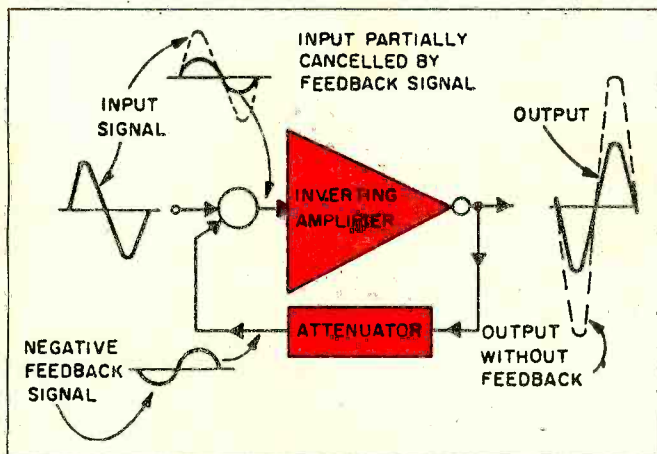 INPUT PARTIALLY
CANCELLED BY
FEEDBACK SIGNAL
INPUT
SIGNAL
OUTPUT
INVERTING
AMPLIFIER
ATTENUATOR
NEGATIVE
FEEDBACK
SIGNAL
OUTPUT
WITHOUT
FEEDBACK